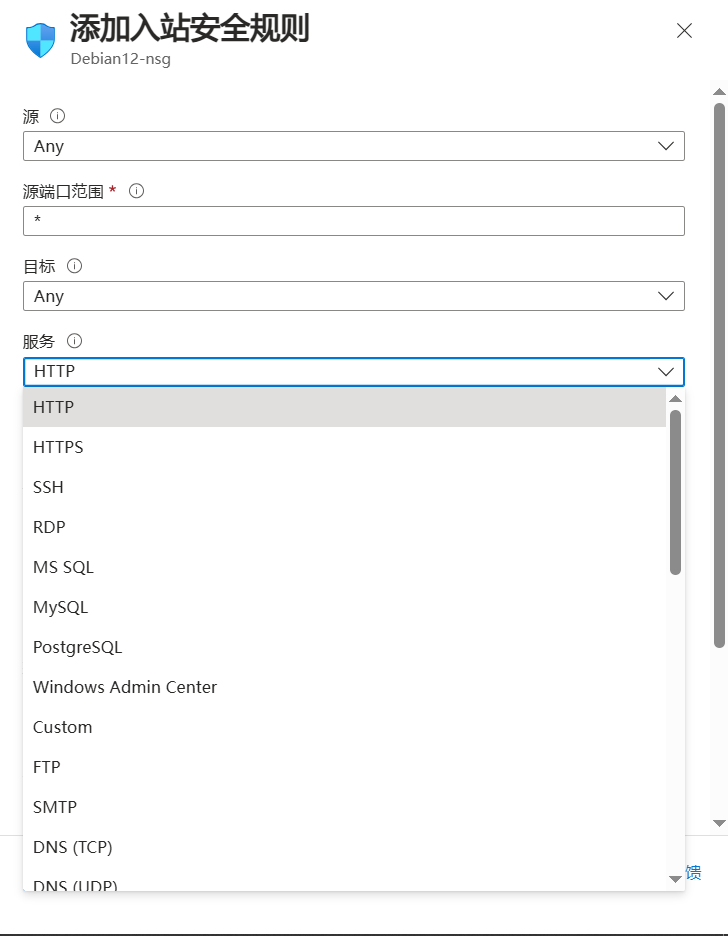 添加入站安全规则
Debian12-nsg
源
Any
源端口范围 *
*
目标
Any
服务
HTTP
HTTP
HTTPS
SSH
RDP
MS SQL
MySQL
PostgreSQL
Windows Admin Center
Custom
FTP
SMTP
DNS (TCP)
DNS (UDP)
馈